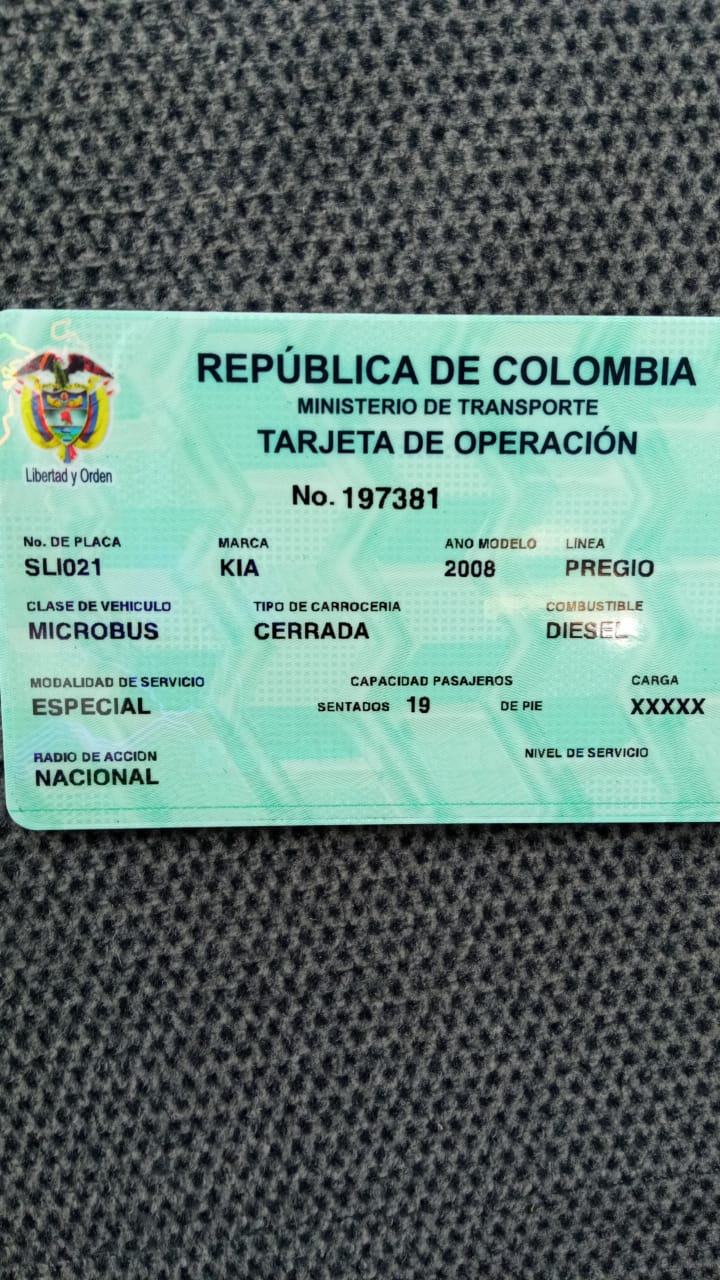 REPÚBLICA DE COLOMBIA
MINISTERIO DE TRANSPORTE
TARJETA DE OPERACIÓN
Libertad y Orden
No. 197381
No. DE PLACA MARCA ANO MODELO LÍNEA
SLI021 KIA 2008 PREGIO
CLASE DE VEHICULO TIPO DE CARROCERIA COMBUSTIBLE
MICROBUS CERRADA DIESEL
MODALIDAD DE SERVICIO CAPACIDAD PASAJEROS CARGA
ESPECIAL SENTADOS 19 DE PIE XXXXX
RADIO DE ACCION NIVEL DE SERVICIO
NACIONAL